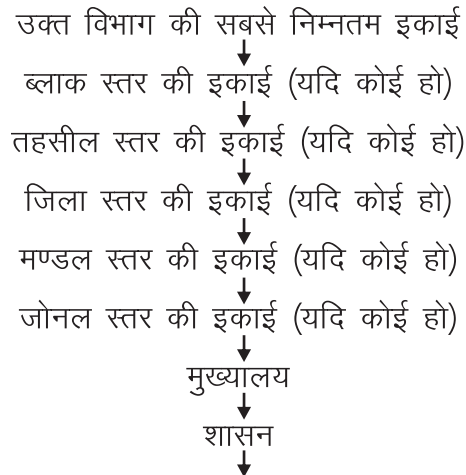 उक्त विभाग की सबसे निम्नतम इकाई
ब्लाक स्तर की इकाई (यदि कोई हो)
तहसील स्तर की इकाई (यदि कोई हो)
जिला स्तर की इकाई (यदि कोई हो)
मण्डल स्तर की इकाई (यदि कोई हो)
जोनल स्तर की इकाई (यदि कोई हो)
मुख्यालय
शासन